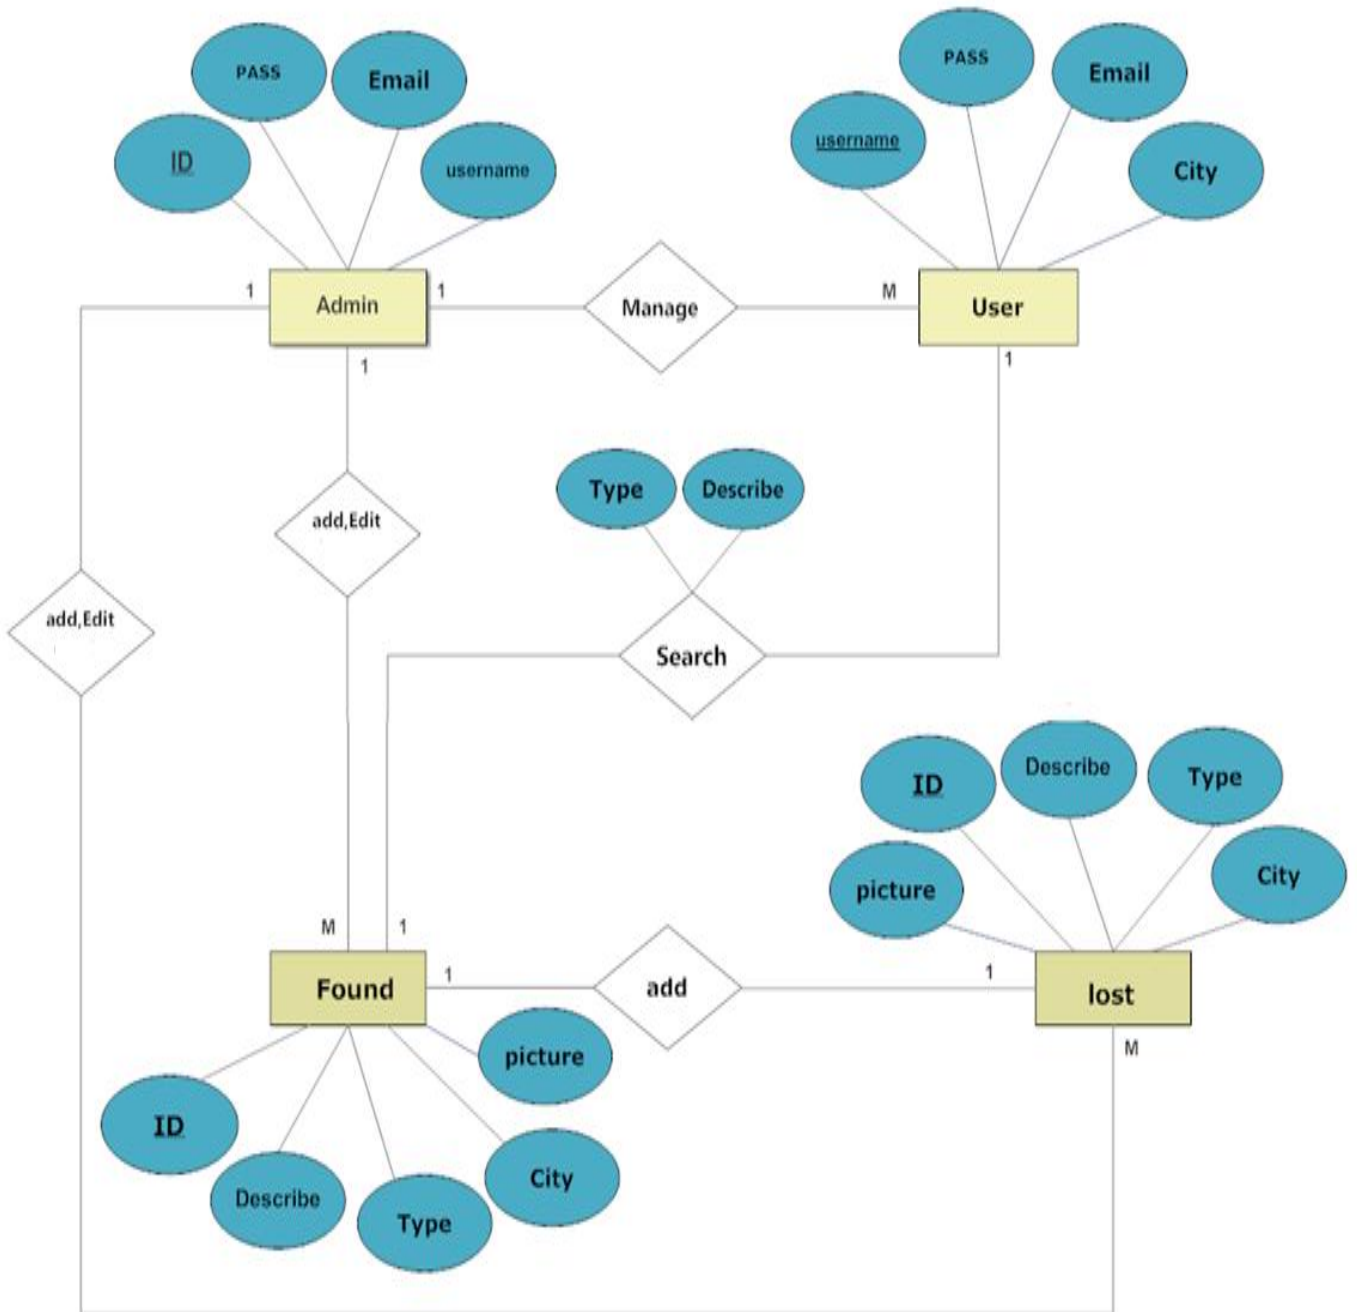 PASS
Email
ID
username
PASS
Email
username
City
1
Admin
1
Manage
M
User
1
1
Type
Describe
add,Edit
add,Edit
Search
ID
Describe
Type
picture
City
M
1
Found
1
add
1
lost
M
picture
ID
Describe
Type
City